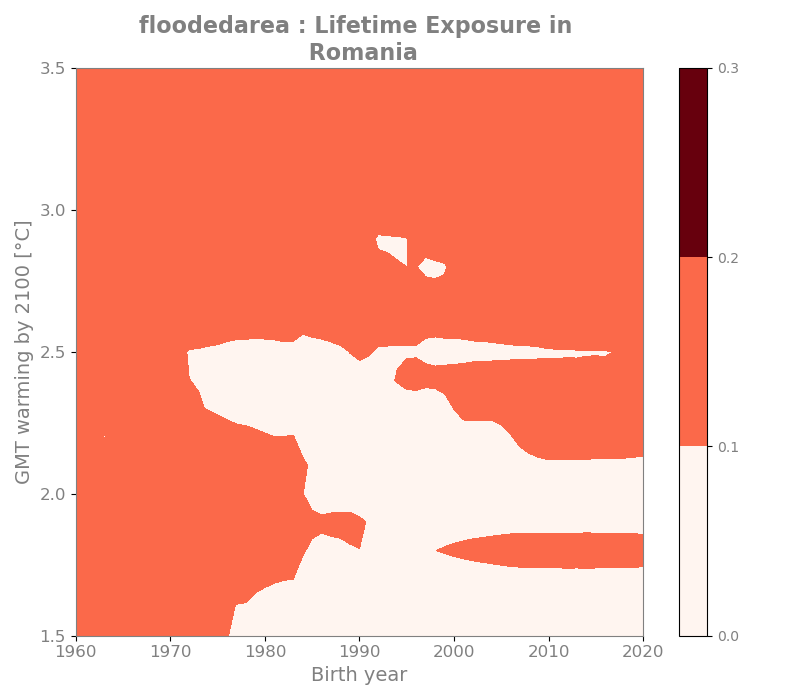 floodedarea : Lifetime Exposure in
Romania
3.5
3.0
2.5
2.0
1.5
GMT warming by 2100 [°C]
1960 1970 1980 1990 2000 2010 2020
Birth year
0.3
0.2
0.1
0.0